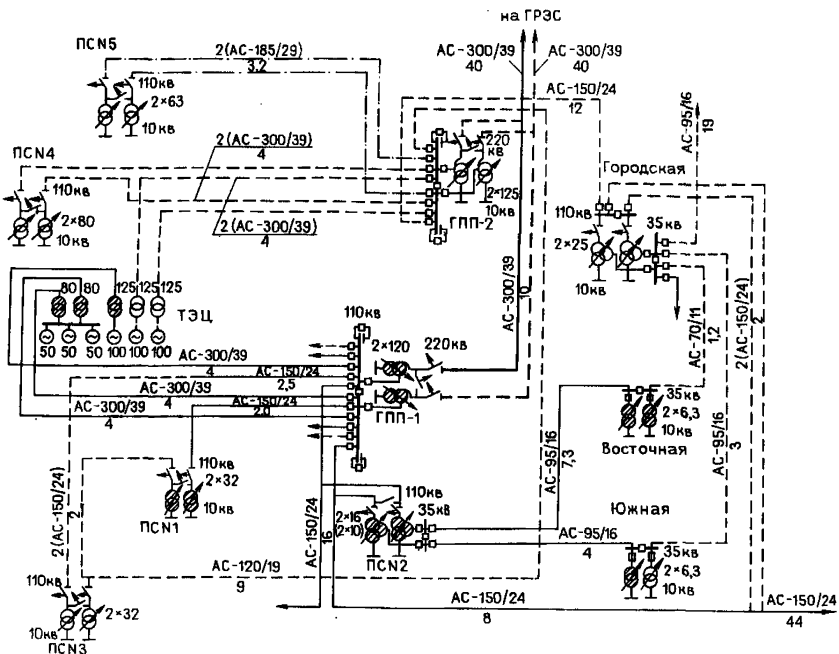 на ГРЭС
ПСN5
2(АС-185/29)
3,2
АС-300/39
40
АС-300/39
40
110кв
2×63
10кв
АС-150/24
12
АС-95/16
19
2(АС-300/39)
4
220
кв
ПСN4
110кв
2×80
10кв
2×125
10кв
ГПП-2
2(АС-300/39)
4
Городская
110кв
35кв
2×25
10кв
80
80
125
125
125
ТЭЦ
50
50
50
100
100
100
110кв
2×120
220кв
АС-300/39
10
АС-70/11
1,2
2(АС-150/24)
2
АС-300/39
4
АС-150/24
2,5
АС-300/39
4
АС-150/24
2,0
АС-300/39
4
ГПП-1
35кв
2×6,3
10кв
Восточная
АС-95/16
7,3
АС-95/16
3
110кв
2×32
10кв
ПСN1
2(АС-150/24)
2
АС-150/24
16
110кв
35кв
2×16
(2×10)
ПСN2
Южная
АС-95/16
4
35кв
2×6,3
10кв
АС-120/19
9
110кв
2×32
10кв
ПСN3
АС-150/24
8
АС-150/24
44